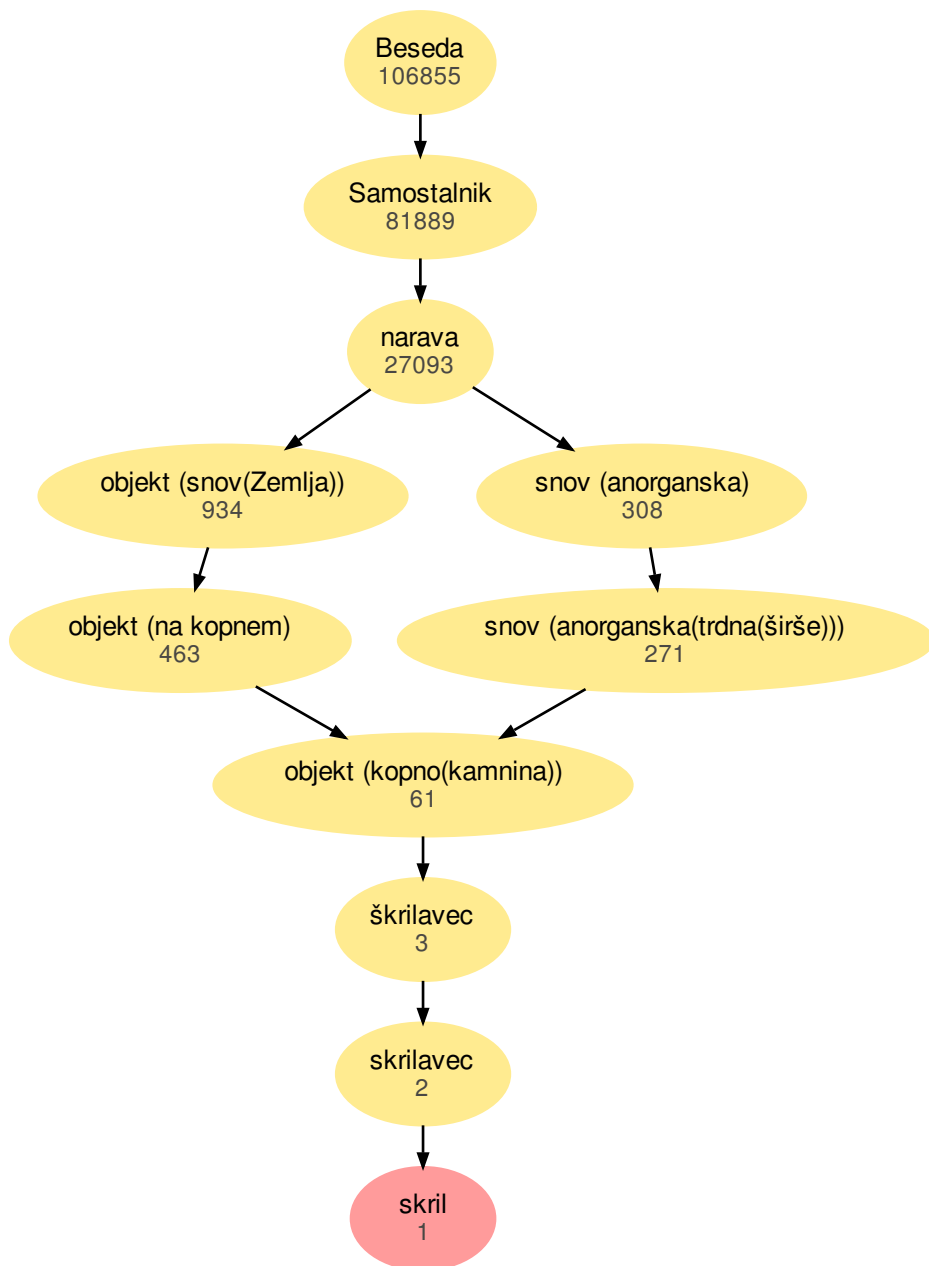 Beseda
106855
Samostalnik
81889
narava
27093
objekt (snov(Zemlja))
934
snov (anorganska)
308
objekt (na kopnem)
463
snov (anorganska(trdna(širše)))
271
objekt (kopno(kamnina))
61
škrilavec
3
skrilavec
2
skril
1